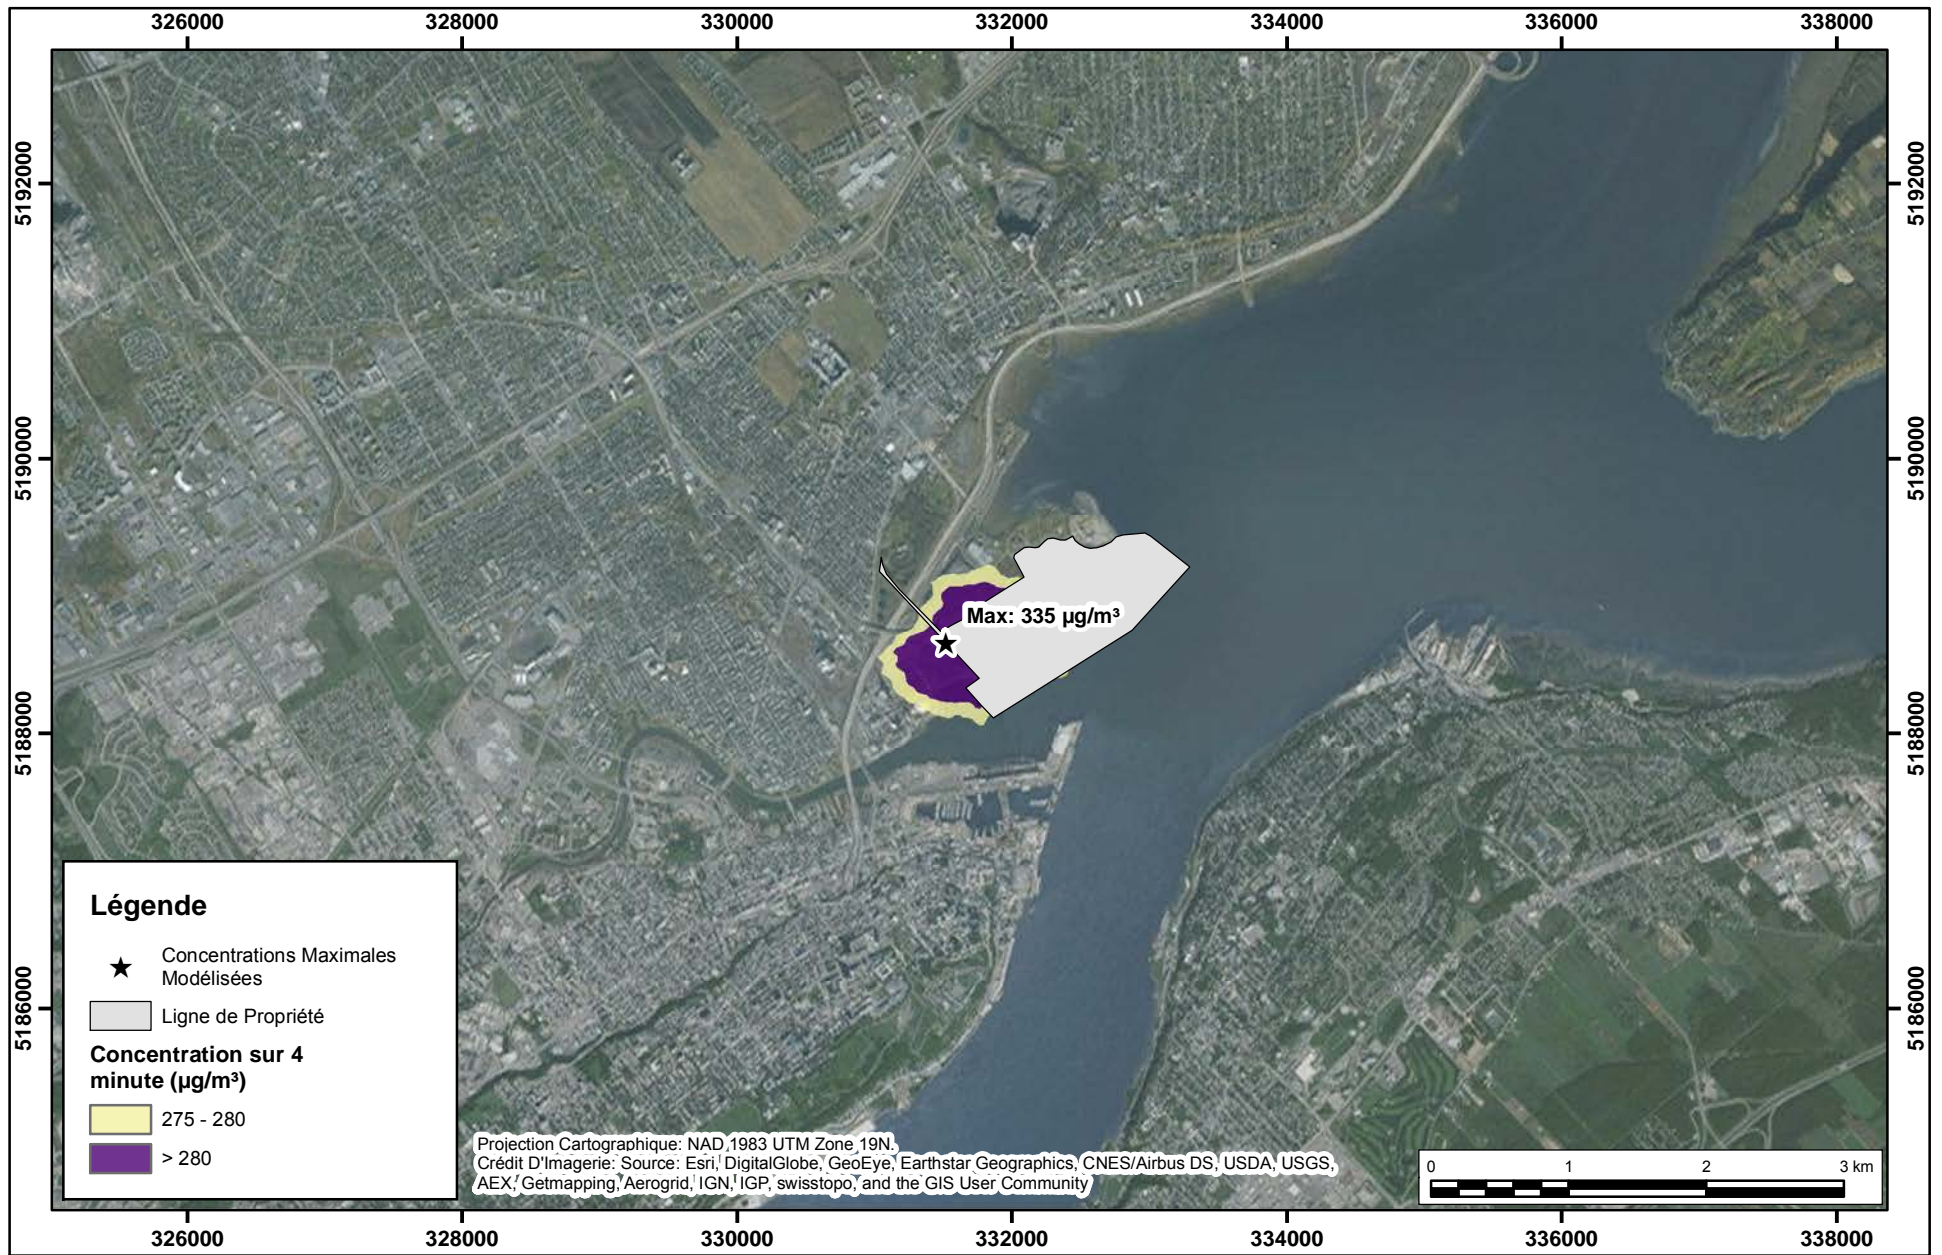 326000 328000 330000 332000 334000 336000 338000
5192000 5192000
5190000 5190000
5188000 5188000
5186000 5186000
Max: 335 µg/m³
Légende
Concentrations Maximales
Modélisées
Ligne de Propriété
Concentration sur 4
minute (µg/m³)
275 - 280
> 280
Projection Cartographique: NAD 1983 UTM Zone 19N.
Crédit D'Imagerie: Source: Esri, DigitalGlobe, GeoEye, Earthstar Geographics, CNES/Airbus DS, USDA, USGS,
AEX, Getmapping, Aerogrid, IGN, IGP, swisstopo, and the GIS User Community
0 1 2 3 km
326000 328000 330000 332000 334000 336000 338000